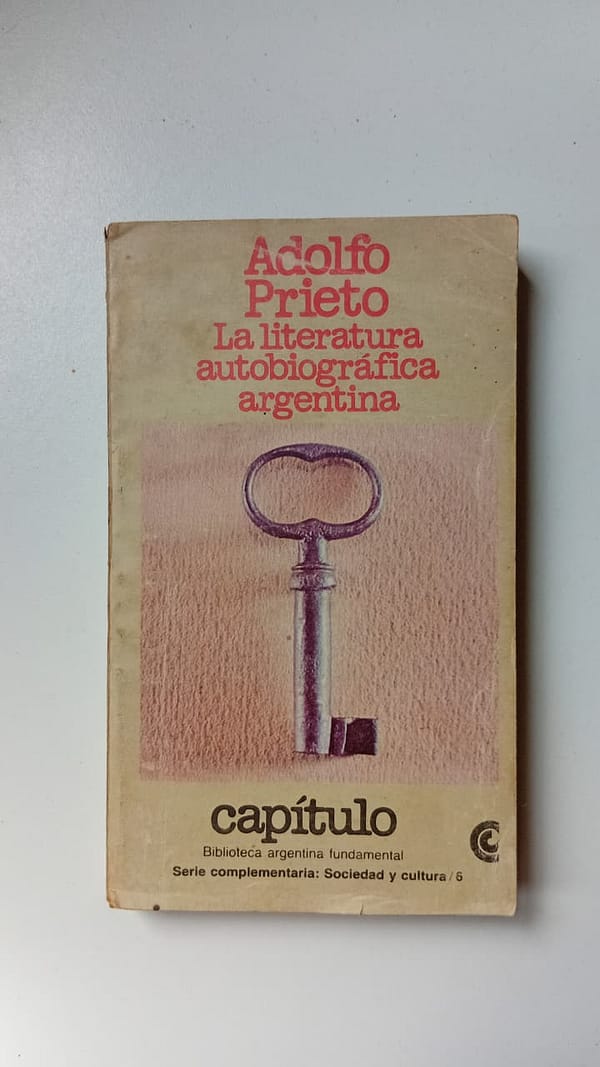 Adolfo
Prieto
La literatura
autobiográfica
argentina
capítulo
Biblioteca argentina fundamental
Serie complementaria: Sociedad y cultura/6